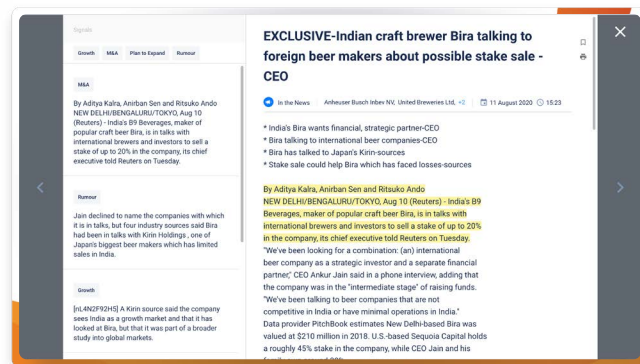 Signals
Growth
M&A
Plan to Expand
Rumour
M&A
By Aditya Kalra, Anirban Sen and Ritsuko Ando
NEW DELHI/BENGALURU/TOKYO, Aug 10
(Reuters) - India's B9 Beverages, maker of
popular craft beer Bira, is in talks with
international brewers and investors to sell a
stake of up to 20% in the company, its chief
executive told Reuters on Tuesday.
Rumour
Jain declined to name the companies with which
it is in talks, but four industry sources said Bira
had been in talks with Kirin Holdings , one of
Japan's biggest beer makers which has limited
sales in India.
Growth
[nL4N2F92H5] A Kirin source said the company
sees India as a growth market and that it has
looked at Bira, but that it was part of a broader
study into global markets.
EXCLUSIVE-Indian craft brewer Bira talking to
foreign beer makers about possible stake sale -
CEO
In the News
Anheuser Busch Inbev NV, United Breweries Ltd, +2
11 August 2020
15:23
* India's Bira wants financial, strategic partner-CEO
* Bira talking to international beer companies-CEO
* Bira has talked to Japan's Kirin-sources
* Stake sale could help Bira which has faced losses-sources
By Aditya Kalra, Anirban Sen and Ritsuko Ando
NEW DELHI/BENGALURU/TOKYO, Aug 10 (Reuters) - India's B9
Beverages, maker of popular craft beer Bira, is in talks with
international brewers and investors to sell a stake of up to 20%
in the company, its chief executive told Reuters on Tuesday.
"We've been looking for a combination: (an) international
beer company as a strategic investor and a separate financial
partner," CEO Ankur Jain said in a phone interview, adding that
the company was in the "intermediate stage" of raising funds.
"We've been talking to beer companies that are not
competitive in India or have minimal operations in India."
Data provider PitchBook estimates New Delhi-based Bira was
valued at $210 million in 2018. U.S.-based Sequoia Capital holds
a roughly 45% stake in the company, while CEO Jain and his